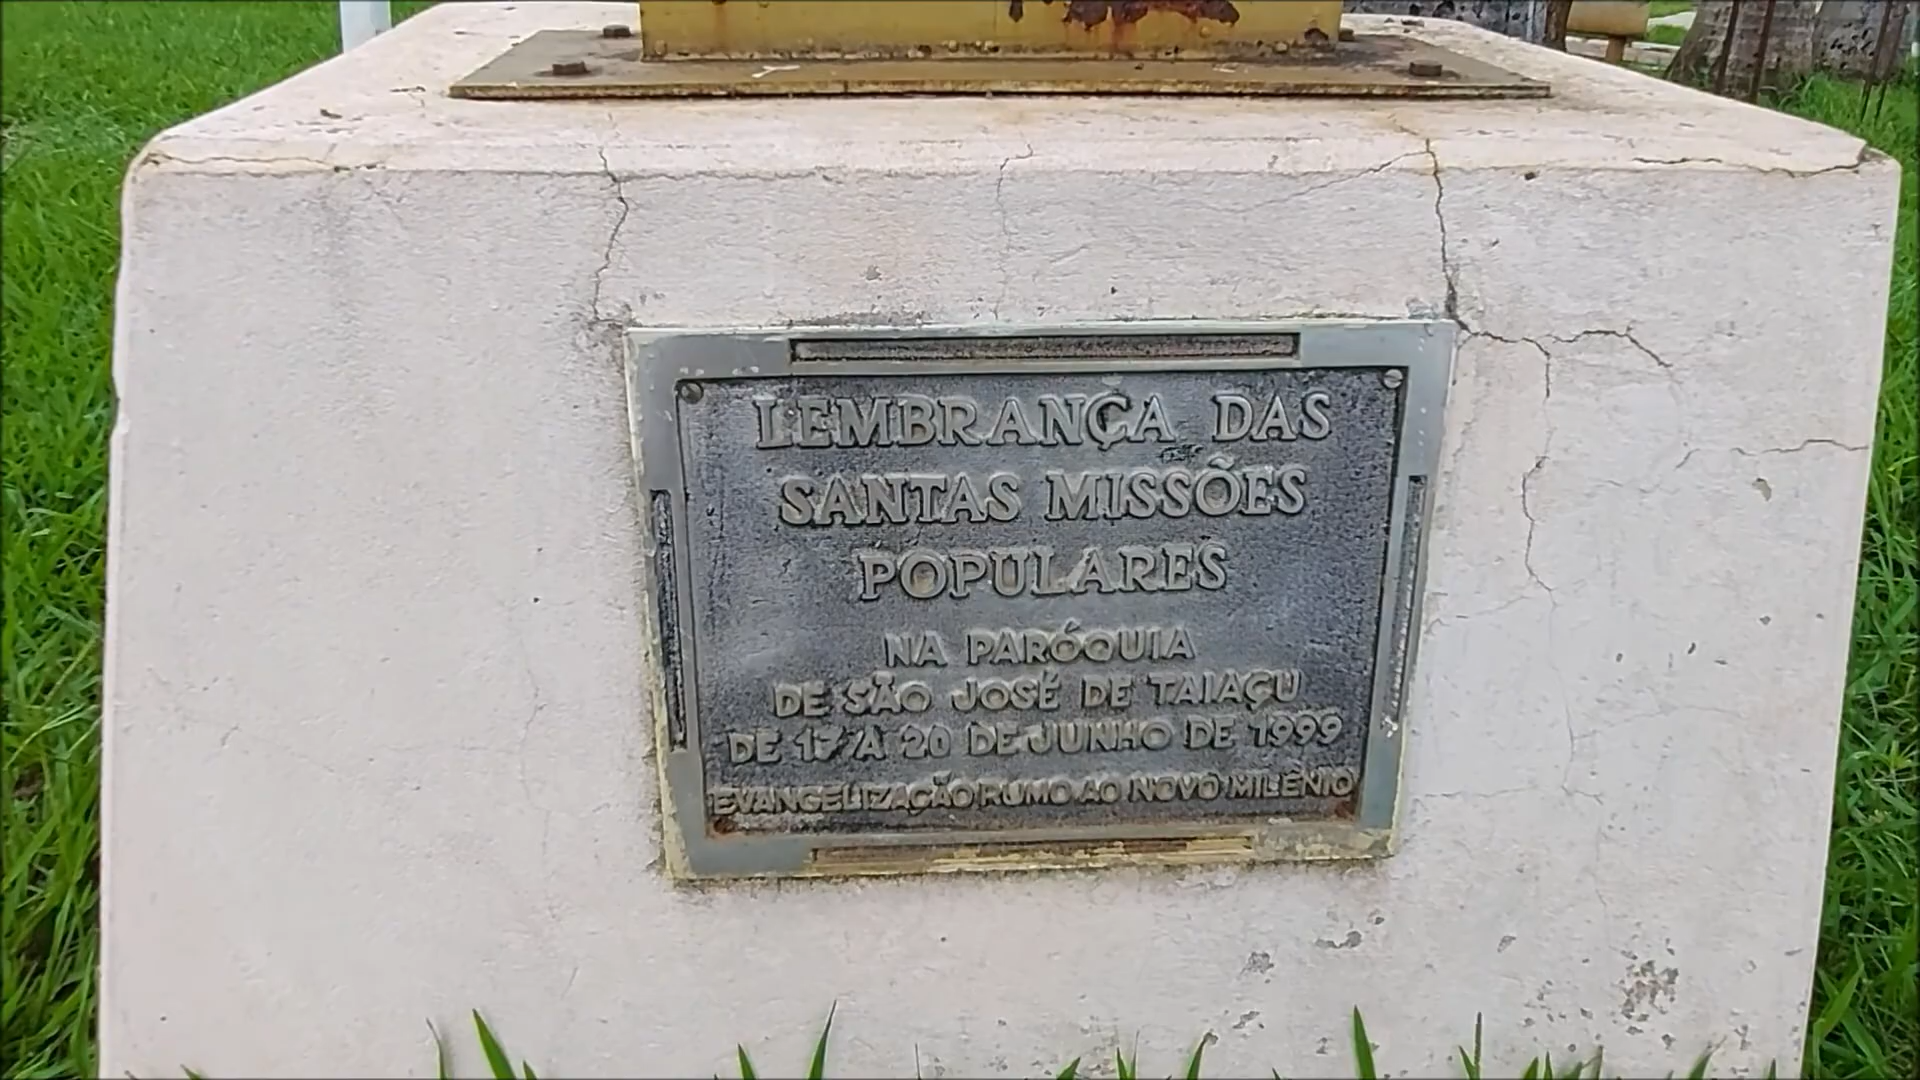 LEMBRANÇA DAS
SANTAS MISSÕES
POPULARES
NA PARÓQUIA
DE SÃO JOSÉ DE TAIAÇU
DE 17 A 20 DE JUNHO DE 1999
EVANGELIZAÇÃO RUMO AO NOVO MILÊNIO